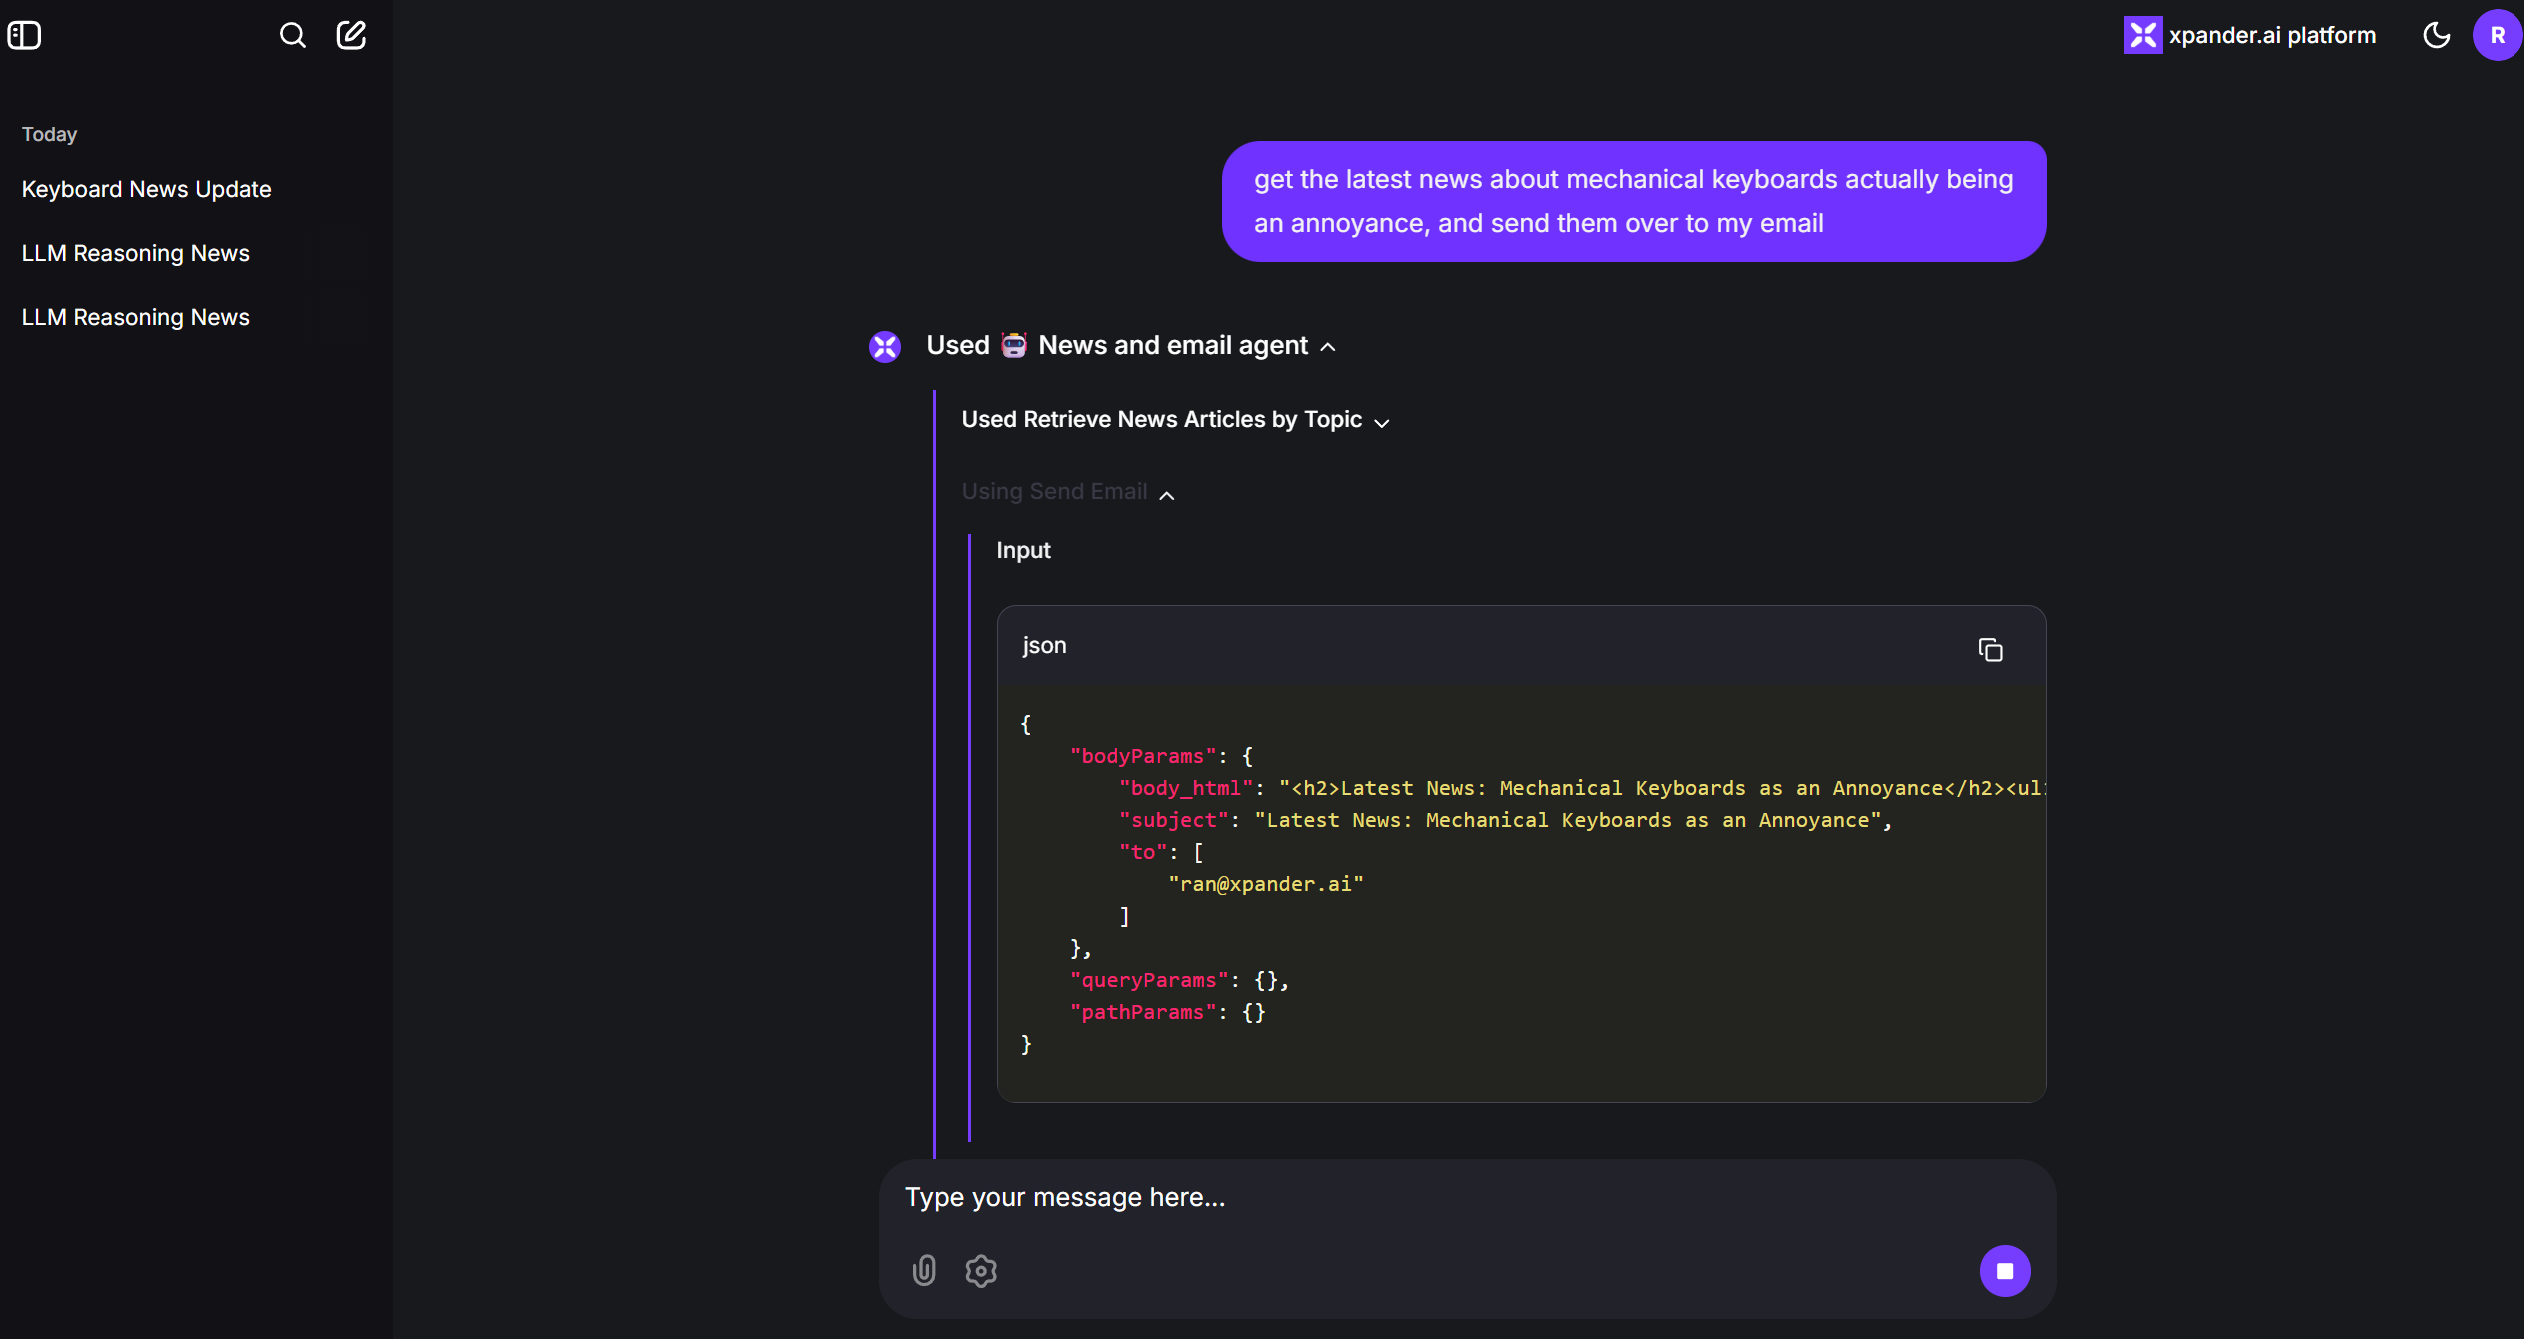 xpander.ai platform
R
Today
Keyboard News Update
LLM Reasoning News
LLM Reasoning News
get the latest news about mechanical keyboards actually being
an annoyance, and send them over to my email
Used News and email agent
Used Retrieve News Articles by Topic
Using Send Email
Input
json
{
"bodyParams": {
"body_html": "<h2>Latest News: Mechanical Keyboards as an Annoyance</h2><ul>
"subject": "Latest News: Mechanical Keyboards as an Annoyance",
"to": [
"ran@xpander.ai"
]
},
"queryParams": {},
"pathParams": {}
}
Type your message here...